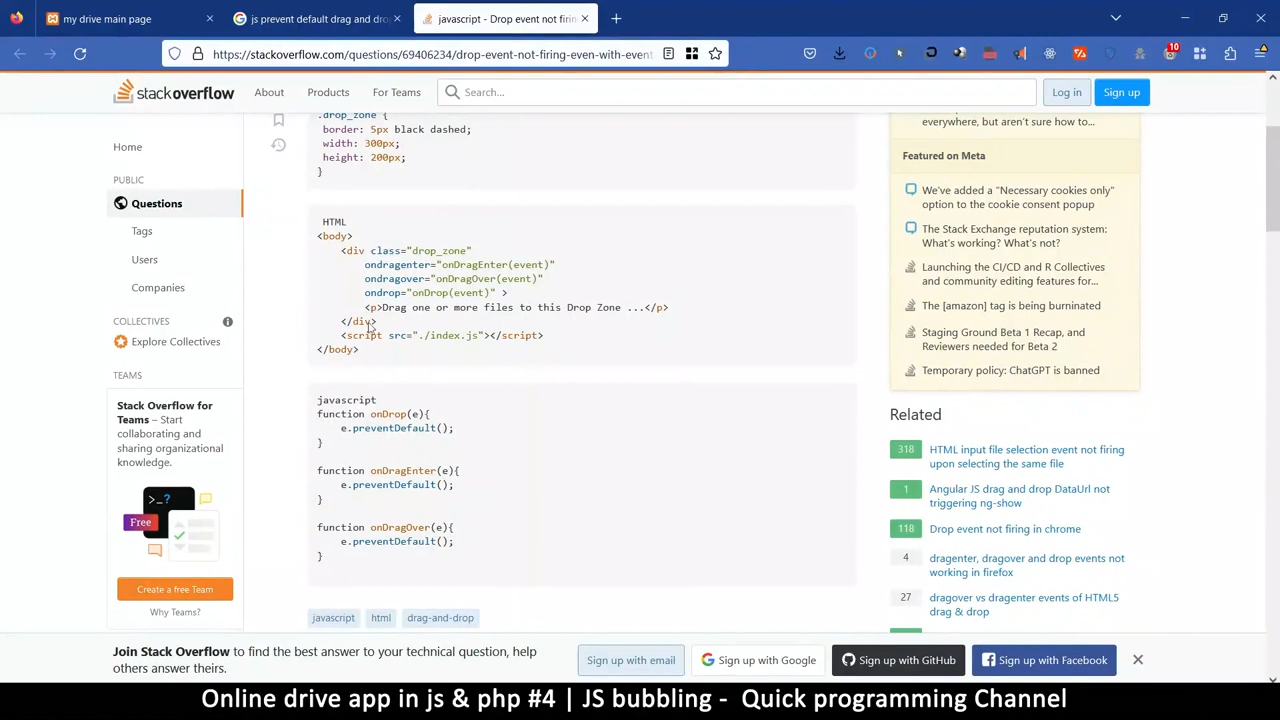 my drive main page
js prevent default drag and dro
javascript - Drop event not firin
https://stackoverflow.com/questions/69406234/drop-event-not-firing-even-with-event
10
stackoverflow
About
Products
For Teams
Search...
Log in
Sign up
Home
PUBLIC
Questions
Tags
Users
Companies
COLLECTIVES
Explore Collectives
TEAMS
Stack Overflow for
Teams – Start
collaborating and
sharing organizational
knowledge.
>_?
Free
Create a free Team
Why Teams?
.drop_zone {
border: 5px black dashed;
width: 300px;
height: 200px;
}
HTML
<body>
<div class="drop_zone"
ondragenter="onDragEnter(event)"
ondragover="onDragOver(event)"
ondrop="onDrop(event)" >
<p>Drag one or more files to this Drop Zone ...</p>
</div>
<script src="./index.js"></script>
</body>
javascript
function onDrop(e){
e.preventDefault();
}
function onDragEnter(e){
e.preventDefault();
}
function onDragOver(e){
e.preventDefault();
}
javascript
html
drag-and-drop
everywhere, but aren't sure how to...
Featured on Meta
We've added a "Necessary cookies only"
option to the cookie consent popup
The Stack Exchange reputation system:
What's working? What's not?
Launching the CI/CD and R Collectives
and community editing features for...
The [amazon] tag is being burninated
Staging Ground Beta 1 Recap, and
Reviewers needed for Beta 2
Temporary policy: ChatGPT is banned
Related
318 HTML input file selection event not firing
upon selecting the same file
1 Angular JS drag and drop DataUrl not
triggering ng-show
118 Drop event not firing in chrome
4 dragenter, dragover and drop events not
working in firefox
27 dragover vs dragenter events of HTML5
drag & drop
Join Stack Overflow to find the best answer to your technical question, help
others answer theirs.
Sign up with email
Sign up with Google
Sign up with GitHub
Sign up with Facebook
Online drive app in js & php #4 | JS bubbling - Quick programming Channel